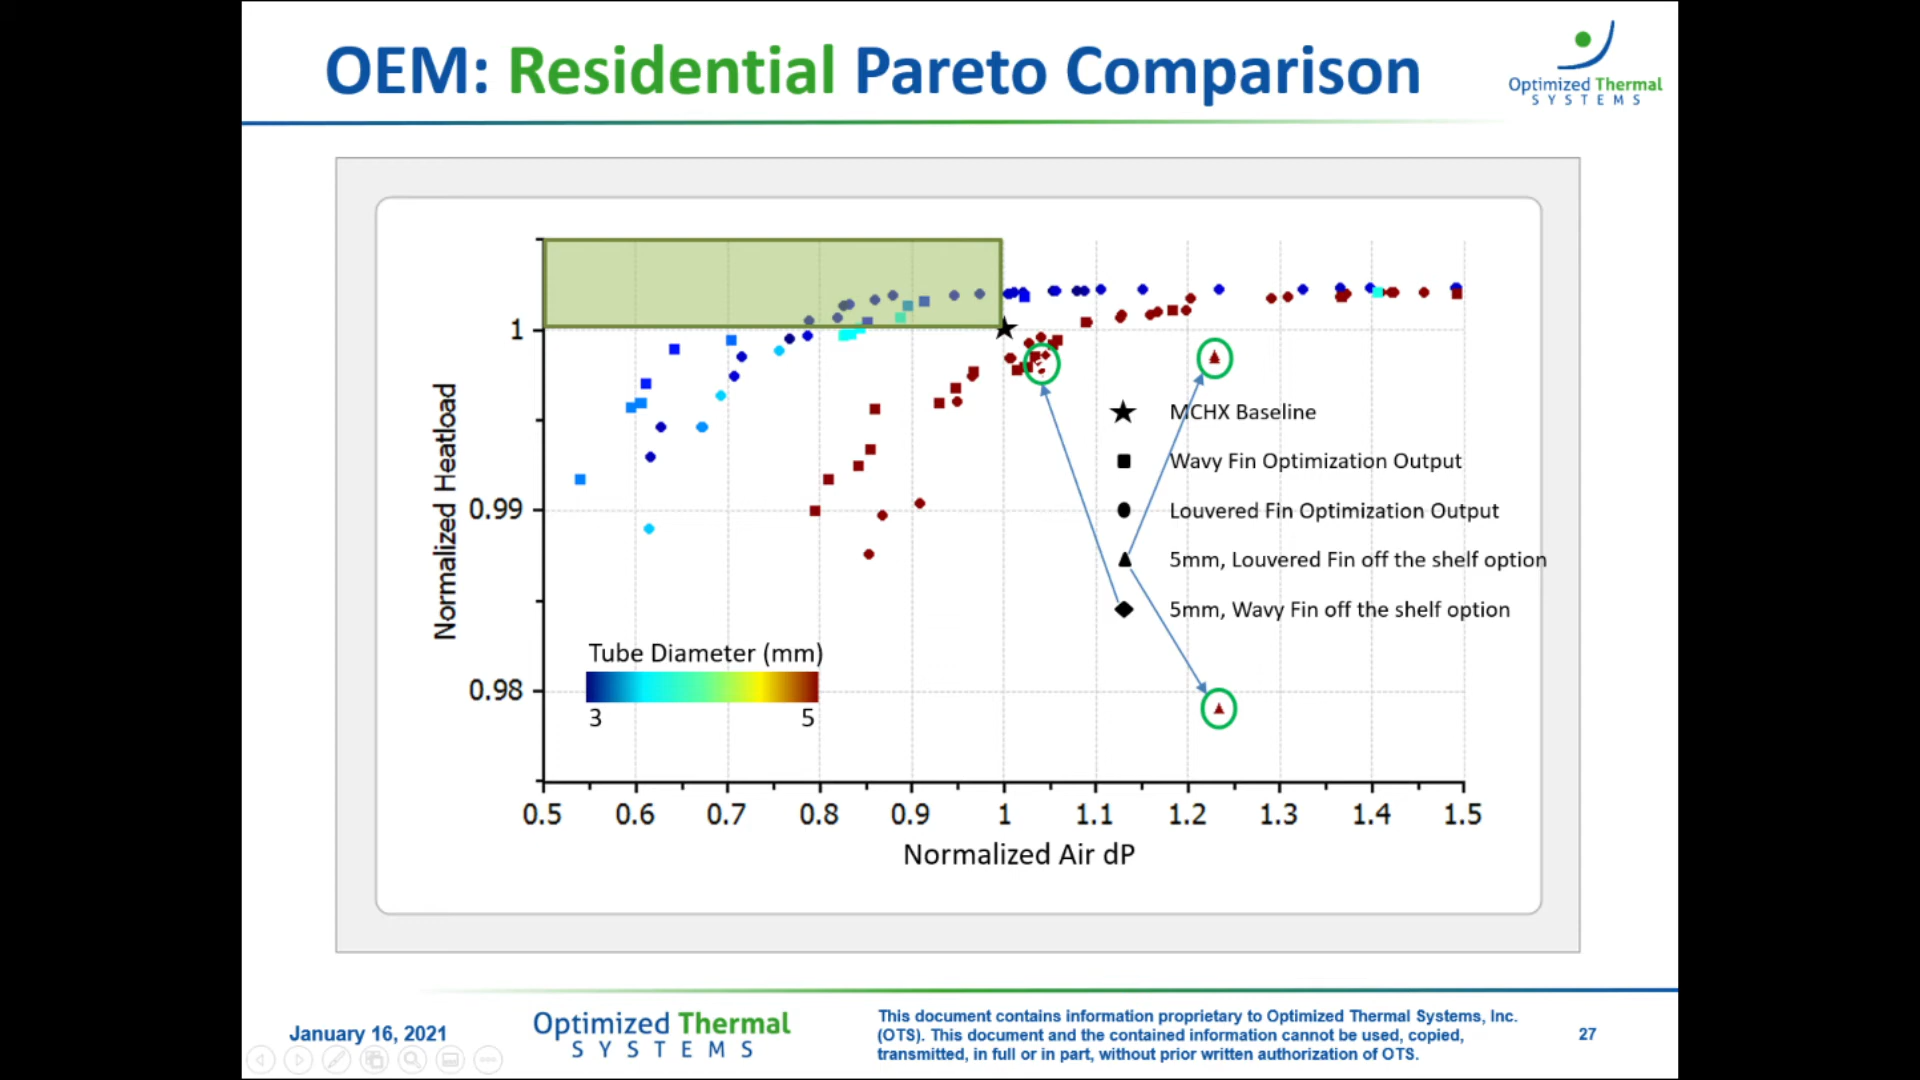 OEM: Residential Pareto Comparison
Optimized Thermal
SYSTEMS
1
0.99
0.98
Normalized Heatload
MCHX Baseline
Wavy Fin Optimization Output
Louvered Fin Optimization Output
5mm, Louvered Fin off the shelf option
5mm, Wavy Fin off the shelf option
Tube Diameter (mm)
3 5
0.5 0.6 0.7 0.8 0.9 1 1.1 1.2 1.3 1.4 1.5
Normalized Air dP
January 16, 2021
Optimized Thermal
SYSTEMS
This document contains information proprietary to Optimized Thermal Systems, Inc.
(OTS). This document and the contained information cannot be used, copied,
transmitted, in full or in part, without prior written authorization of OTS.
27